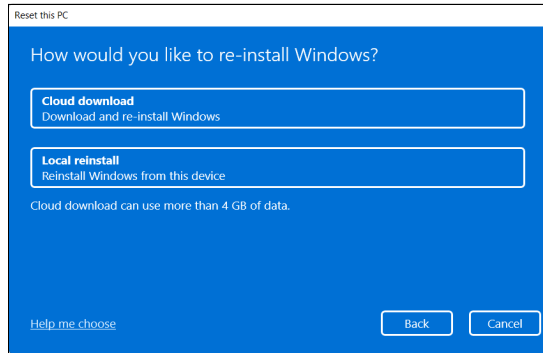 Reset this PC
How would you like to re-install Windows?
Cloud download
Download and re-install Windows
Local reinstall
Reinstall Windows from this device
Cloud download can use more than 4 GB of data.
Help me choose
Back
Cancel